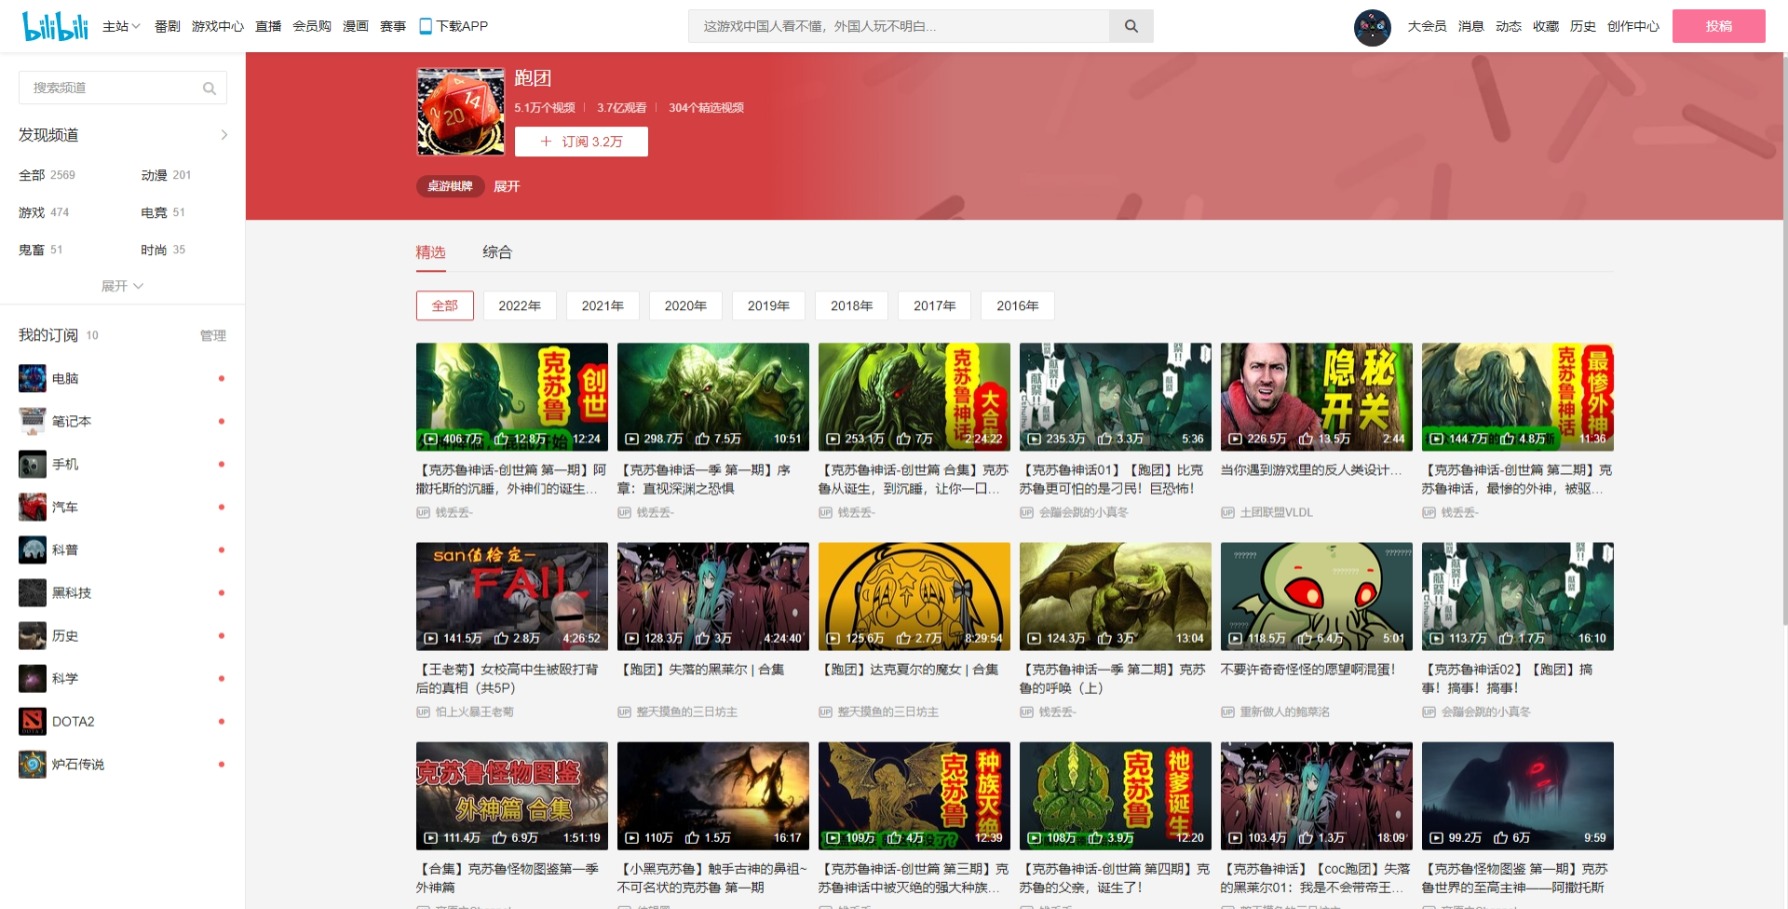 bilibili 主站 番剧 游戏中心 直播 会员购 漫画 赛事 下载APP
这游戏中国人看不懂，外国人玩不明白...
大会员 消息 动态 收藏 历史 创作中心 投稿
搜索频道
发现频道
全部 2569 动漫 201
游戏 474 电竞 51
鬼畜 51 时尚 35
展开
我的订阅 10 管理
电脑
笔记本
手机
汽车
科普
黑科技
历史
科学
DOTA2
炉石传说
跑团
5.1万个视频 3.7亿观看 304个精选视频
+ 订阅 3.2万
桌游棋牌 展开
精选 综合
全部 2022年 2021年 2020年 2019年 2018年 2017年 2016年
克苏鲁 创世
406.7万 12.8万 12:24
【克苏鲁神话-创世篇 第一期】阿
撒托斯的沉睡，外神们的诞生...
UP 钱丢丢-
298.7万 7.5万 10:51
【克苏鲁神话一季 第一期】序
章：直视深渊之恐惧
UP 钱丢丢-
克苏鲁神话 大合集
253.1万 7万 2:24:22
【克苏鲁神话-创世篇 合集】克苏
鲁从诞生，到沉睡，让你一口...
UP 钱丢丢-
235.3万 3.3万 5:36
【克苏鲁神话01】【跑团】比克
苏鲁更可怕的是刁民！巨恐怖！
UP 会蹦会跳的小真冬
隐秘
开关
226.5万 13.5万 2:44
当你遇到游戏里的反人类设计...
UP 土团联盟VLDL
克苏鲁神话 最惨外神
144.7万 4.8万 11:36
【克苏鲁神话-创世篇 第二期】克
苏鲁神话，最惨的外神，被驱...
UP 钱丢丢-
san值检定一
FAIL
141.5万 2.8万 4:26:52
【王老菊】女校高中生被殴打背
后的真相（共5P）
UP 怕上火暴王老菊
128.3万 3万 4:24:40
【跑团】失落的黑莱尔 | 合集
UP 整天摸鱼的三日坊主
125.6万 2.7万 8:29:54
【跑团】达克夏尔的魔女 | 合集
UP 整天摸鱼的三日坊主
124.3万 3万 13:04
【克苏鲁神话一季 第二期】克苏
鲁的呼唤（上）
UP 钱丢丢-
?????? ???????
118.5万 6.4万 5:01
不要许奇奇怪怪的愿望啊混蛋！
UP 重新做人的鲍菜洺
113.7万 1.7万 16:10
【克苏鲁神话02】【跑团】搞
事！搞事！搞事！
UP 会蹦会跳的小真冬
克苏鲁怪物图鉴
外神篇 合集
111.4万 6.9万 1:51:19
【合集】克苏鲁怪物图鉴第一季
外神篇
110万 1.5万 16:17
【小黑克苏鲁】触手古神的鼻祖~
不可名状的克苏鲁 第一期
克苏鲁 种族灭绝
109万 4万 12:39
【克苏鲁神话-创世篇 第三期】克
苏鲁神话中被灭绝的强大种族...
克苏鲁 祂爹诞生
108万 3.9万 12:20
【克苏鲁神话-创世篇 第四期】克
苏鲁的父亲，诞生了！
103.4万 1.3万 18:09
【克苏鲁神话】【coc跑团】失落
的黑莱尔01：我是不会带帝王...
99.2万 6万 9:59
【克苏鲁怪物图鉴 第一期】克苏
鲁世界的至高主神——阿撒托斯